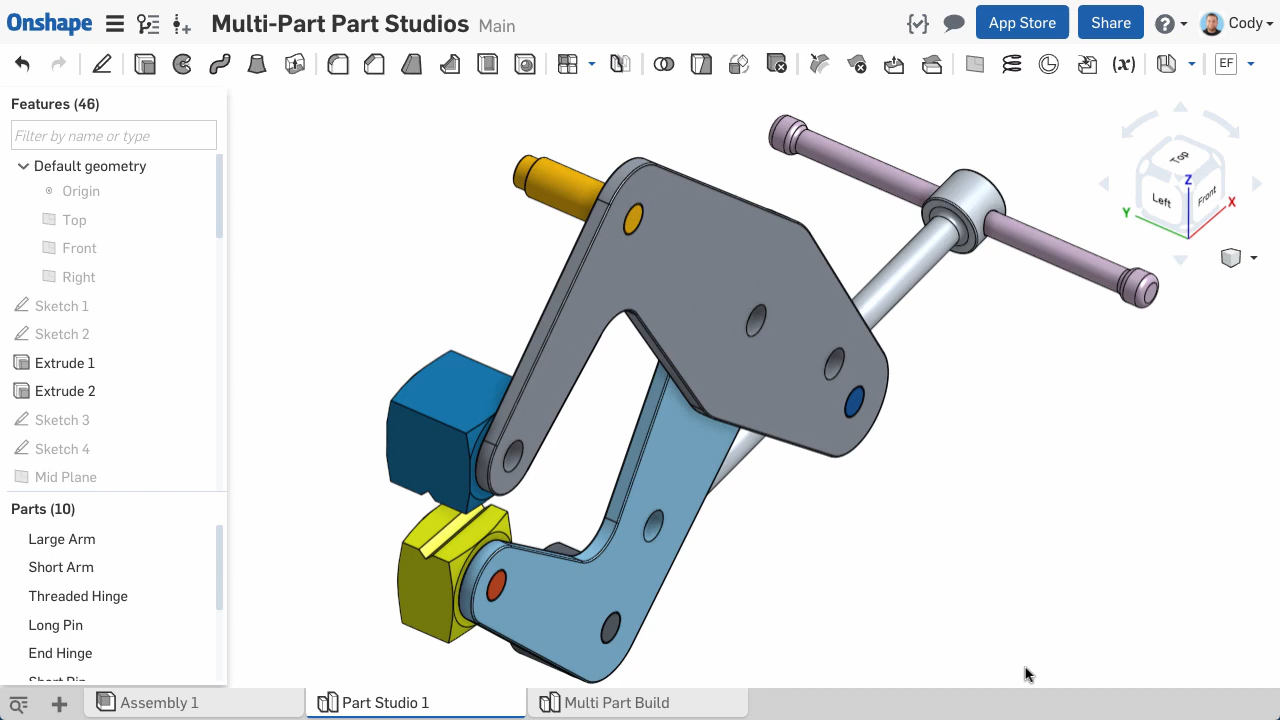 Onshape Multi-Part Part Studios Main App Store Share Cody
(x) EF
Features (46)
Filter by name or type
Default geometry
Origin
Top
Front
Right
Sketch 1
Sketch 2
Extrude 1
Extrude 2
Sketch 3
Sketch 4
Mid Plane
Parts (10)
Large Arm
Short Arm
Threaded Hinge
Long Pin
End Hinge
Short Pin
Top
Left
Front
Z
X
Y
Assembly 1
Part Studio 1
Multi Part Build